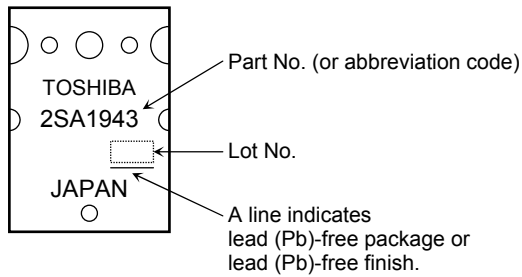 Part No. (or abbreviation code)
TOSHIBA
2SA1943
Lot No.
JAPAN
A line indicates
lead (Pb)-free package or
lead (Pb)-free finish.